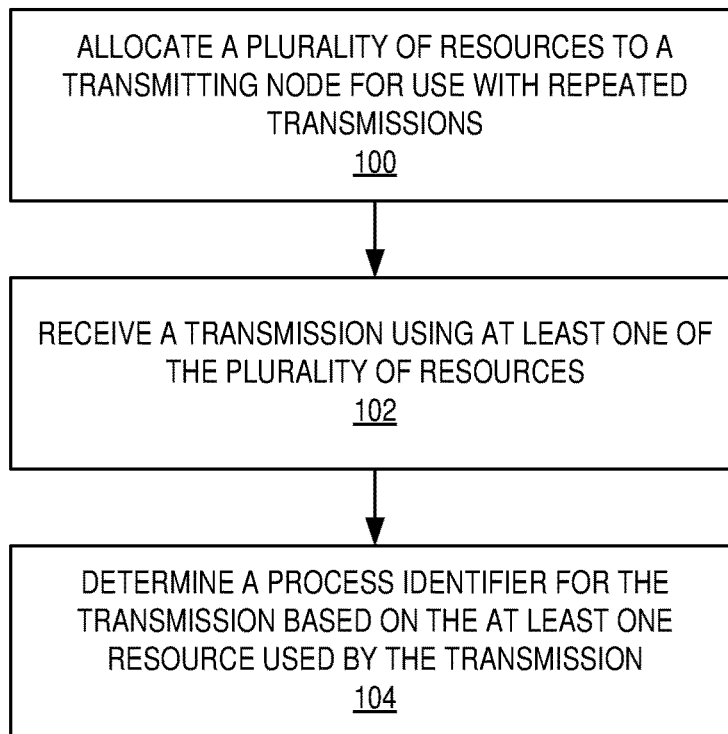 ALLOCATE A PLURALITY OF RESOURCES TO A
TRANSMITTING NODE FOR USE WITH REPEATED
TRANSMISSIONS
100
RECEIVE A TRANSMISSION USING AT LEAST ONE OF
THE PLURALITY OF RESOURCES
102
DETERMINE A PROCESS IDENTIFIER FOR THE
TRANSMISSION BASED ON THE AT LEAST ONE
RESOURCE USED BY THE TRANSMISSION
104